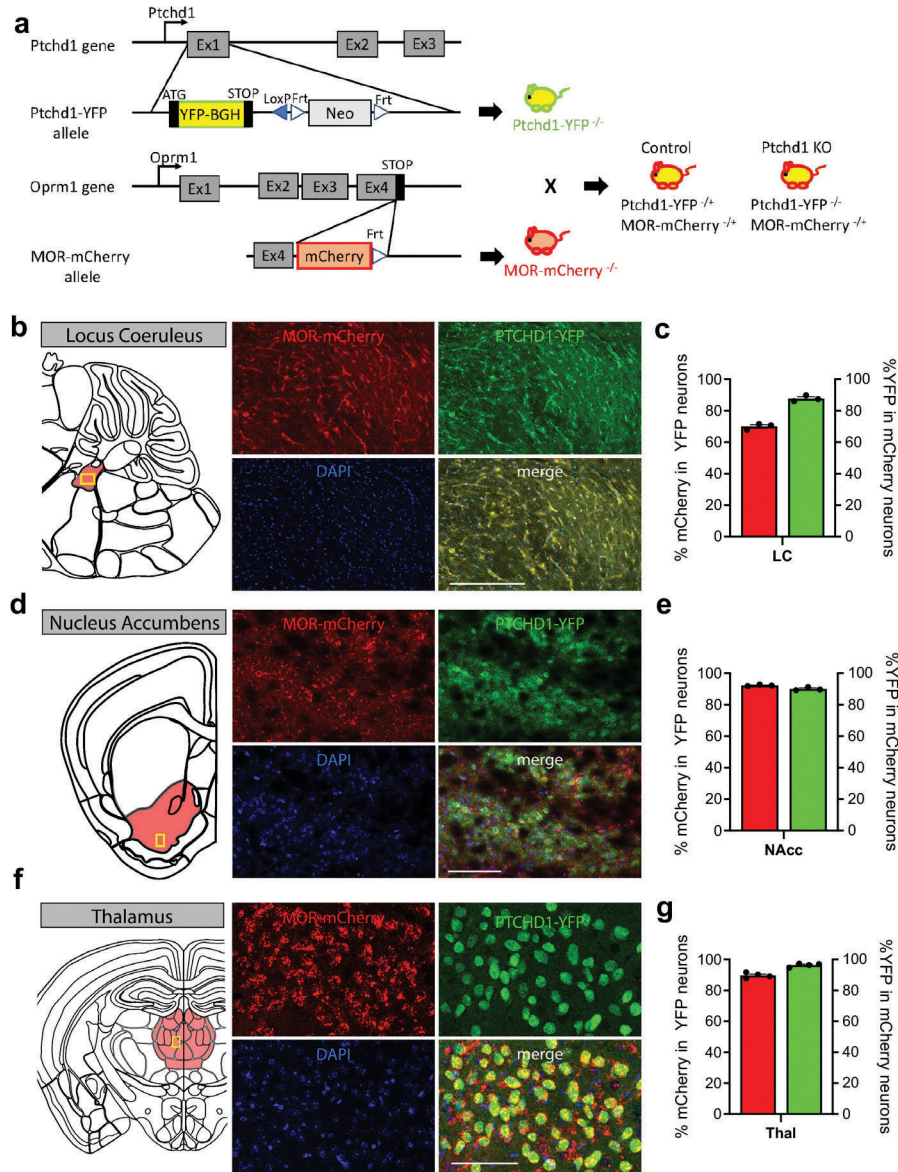 a
Ptchd1
Ptchd1 gene
Ex1
Ex2
Ex3
ATG
STOP
LoxP
Frt
Frt
YFP-BGH
Neo
Ptchd1-YFP
allele
Ptchd1-YFP -/-
Oprm1
Oprm1 gene
STOP
Ex1
Ex2
Ex3
Ex4
X
Control
Ptchd1 KO
Ptchd1-YFP -/+
MOR-mCherry -/+
Ptchd1-YFP -/-
MOR-mCherry -/+
Frt
Ex4
mCherry
MOR-mCherry
allele
MOR-mCherry -/-
b
Locus Coeruleus
MOR-mCherry
PTCHD1-YFP
DAPI
merge
c
% mCherry in YFP neurons
100
80
60
40
20
0
100
80
60
40
20
0
%YFP in mCherry neurons
LC
d
Nucleus Accumbens
MOR-mCherry
PTCHD1-YFP
DAPI
merge
e
% mCherry in YFP neurons
100
80
60
40
20
0
100
80
60
40
20
0
%YFP in mCherry neurons
NAcc
f
Thalamus
MOR-mCherry
PTCHD1-YFP
DAPI
merge
g
% mCherry in YFP neurons
100
80
60
40
20
0
100
80
60
40
20
0
%YFP in mCherry neurons
Thal